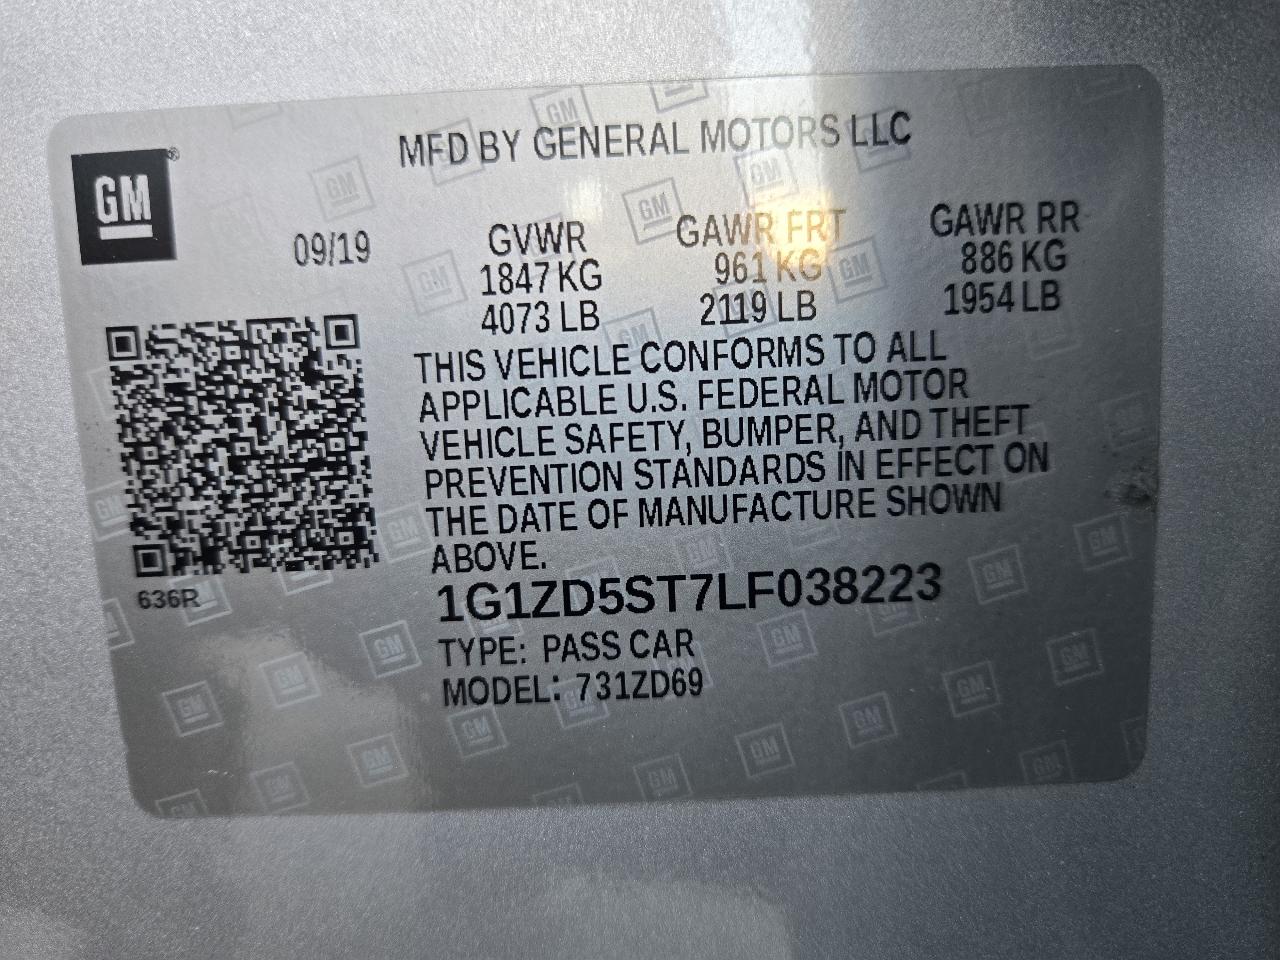 MFD BY GENERAL MOTORS LLC
GM®
09/19
GVWR GAWR FRT GAWR RR
1847 KG 961 KG 886 KG
4073 LB 2119 LB 1954 LB
THIS VEHICLE CONFORMS TO ALL
APPLICABLE U.S. FEDERAL MOTOR
VEHICLE SAFETY, BUMPER, AND THEFT
PREVENTION STANDARDS IN EFFECT ON
THE DATE OF MANUFACTURE SHOWN
ABOVE.
636R
1G1ZD5ST7LF038223
TYPE: PASS CAR
MODEL: 731ZD69